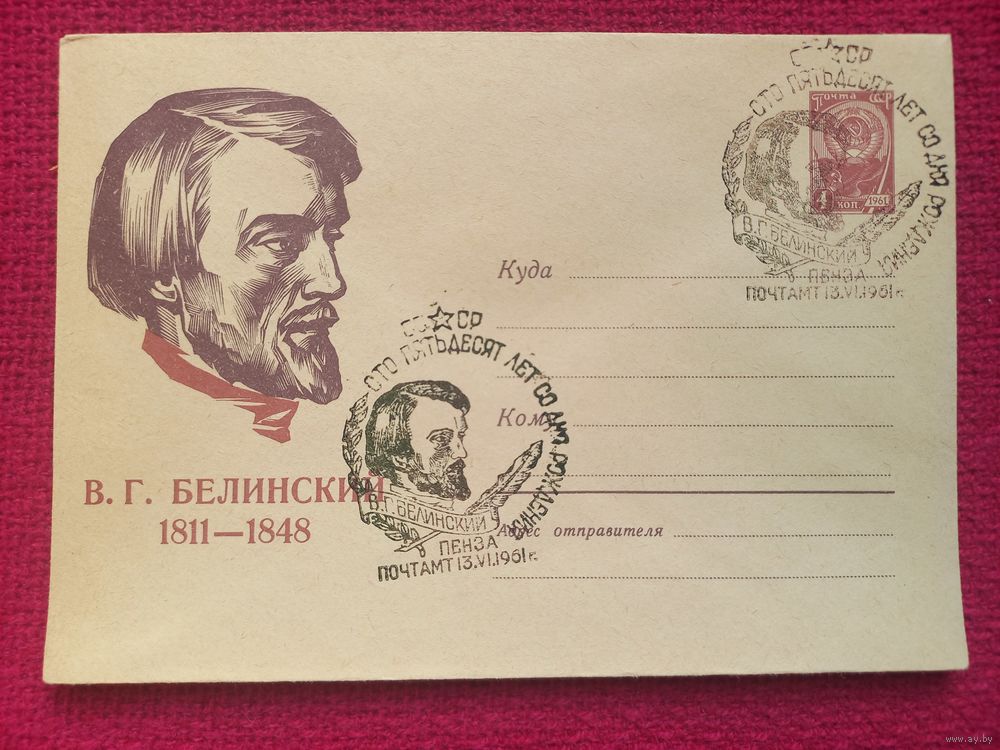 СССР
СТО ПЯТЬДЕСЯТ ЛЕТ СО ДНЯ РОЖДЕНИЯ
Почта СССР
4 коп. 1961
В.Г. БЕЛИНСКИЙ
ПЕНЗА
ПОЧТАМТ 13.VI.1961 г.
Куда
СССР
СТО ПЯТЬДЕСЯТ ЛЕТ СО ДНЯ РОЖДЕНИЯ
Кому
В. Г. БЕЛИНСКИЙ
1811—1848
В.Г. БЕЛИНСКИЙ
Адрес отправителя
ПЕНЗА
ПОЧТАМТ 13.VI.1961 г.
www.ay.by